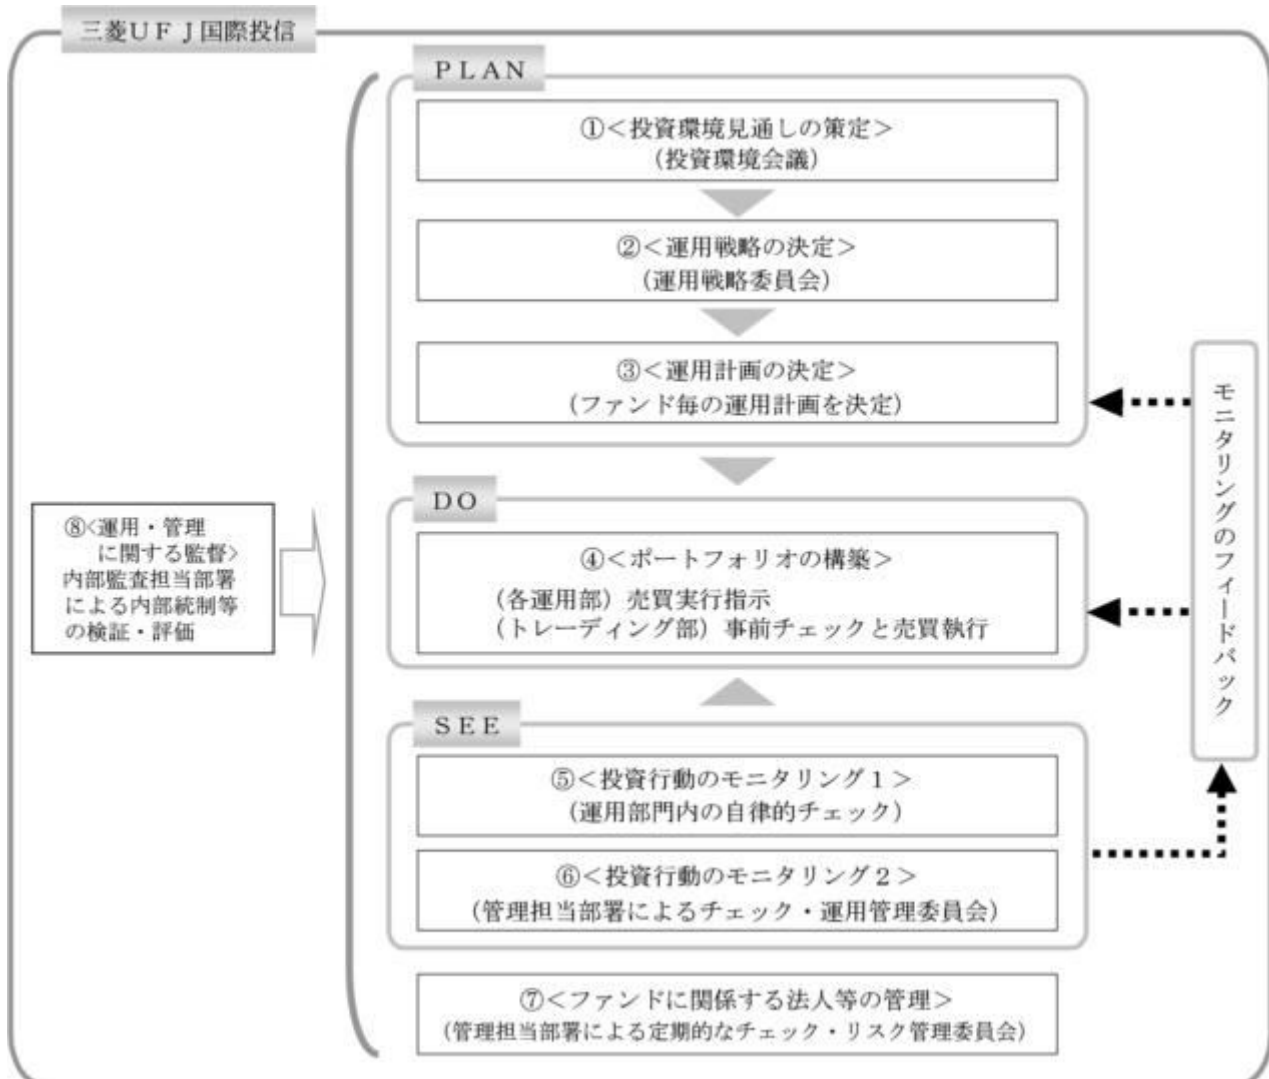 三菱ＵＦＪ国際投信
ＰＬＡＮ
①＜投資環境見通しの策定＞
（投資環境会議）
②＜運用戦略の決定＞
（運用戦略委員会）
③＜運用計画の決定＞
（ファンド毎の運用計画を決定）
ＤＯ
④＜ポートフォリオの構築＞
（各運用部）売買実行指示
（トレーディング部）事前チェックと売買執行
ＳＥＥ
⑤＜投資行動のモニタリング１＞
（運用部門内の自律的チェック）
⑥＜投資行動のモニタリング２＞
（管理担当部署によるチェック・運用管理委員会）
⑦＜ファンドに関係する法人等の管理＞
（管理担当部署による定期的なチェック・リスク管理委員会）
⑧<運用・管理
に関する監督>
内部監査担当部署
による内部統制等
の検証・評価
モニタリングのフィードバック